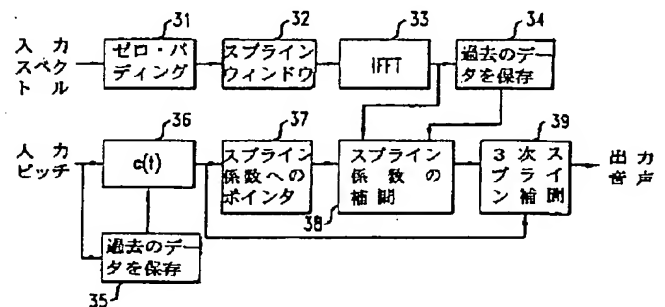 31
32
33
34
入力
スペク
トル
ゼロ・パ
ディング
スプライン
ウィンドウ
IFFT
過去のデー
タを保存
36
37
39
入力
ピッチ
c(t)
スプライン
係数への
ポインタ
スプライン
係数の
補間
38
3次ス
プライ
ン補間
出力
音声
過去のデー
タを保存
35